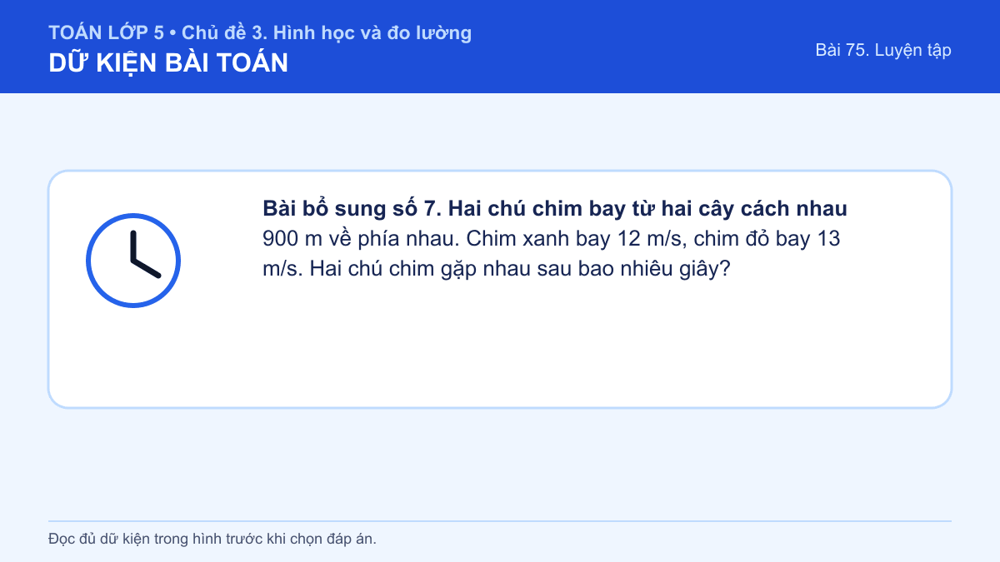 TOÁN LỚP 5 • Chủ đề 3. Hình học và đo lường
DỮ KIỆN BÀI TOÁN
Bài 75. Luyện tập
Bài bổ sung số 7. Hai chú chim bay từ hai cây cách nhau
900 m về phía nhau. Chim xanh bay 12 m/s, chim đỏ bay 13
m/s. Hai chú chim gặp nhau sau bao nhiêu giây?
Đọc đủ dữ kiện trong hình trước khi chọn đáp án.